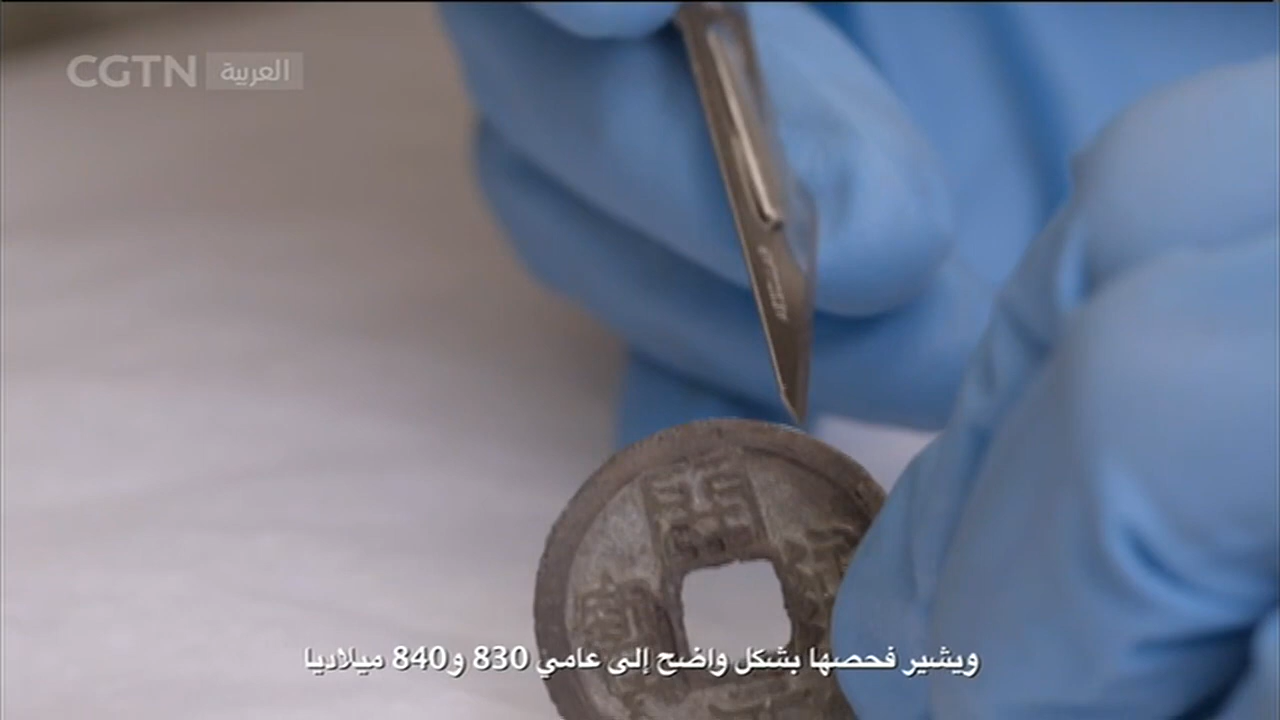 CGTN العربية
ويشير فحصها بشكل واضح إلى عامي 830 و840 ميلاديا